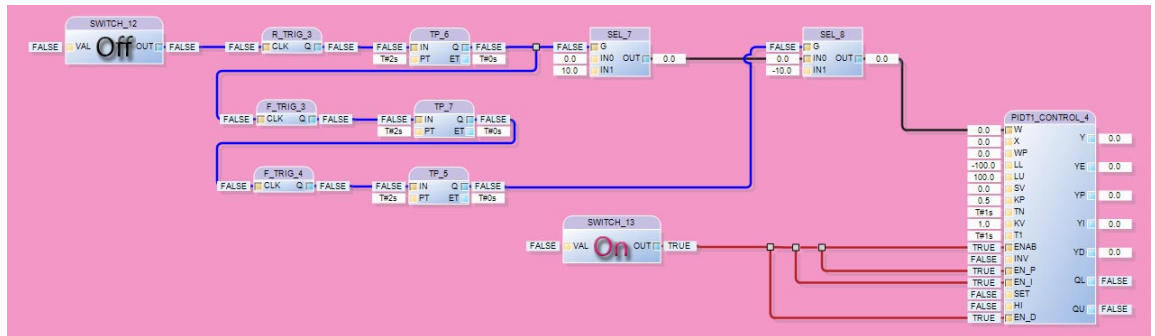 SWITCH_12
FALSE VAL Off OUT FALSE
R_TRIG_3
FALSE CLK Q FALSE
TP_6
FALSE IN Q FALSE
T#2s PT ET T#0s
SEL_7
FALSE G
0.0 IN0 OUT 0.0
10.0 IN1
SEL_8
FALSE G
0.0 IN0 OUT 0.0
-10.0 IN1
F_TRIG_3
FALSE CLK Q FALSE
TP_7
FALSE IN Q FALSE
T#2s PT ET T#0s
F_TRIG_4
FALSE CLK Q FALSE
TP_5
FALSE IN Q FALSE
T#2s PT ET T#0s
SWITCH_13
FALSE VAL On OUT TRUE
PIDT1_CONTROL_4
0.0 W Y 0.0
0.0 X
0.0 WP
-100.0 LL YE 0.0
100.0 LU
0.0 SV YP 0.0
0.5 KP
T#1s TN
1.0 KV YI 0.0
T#1s T1
TRUE ENAB YD 0.0
FALSE INV
TRUE EN_P
TRUE EN_I QL FALSE
FALSE SET
FALSE HI QU FALSE
TRUE EN_D